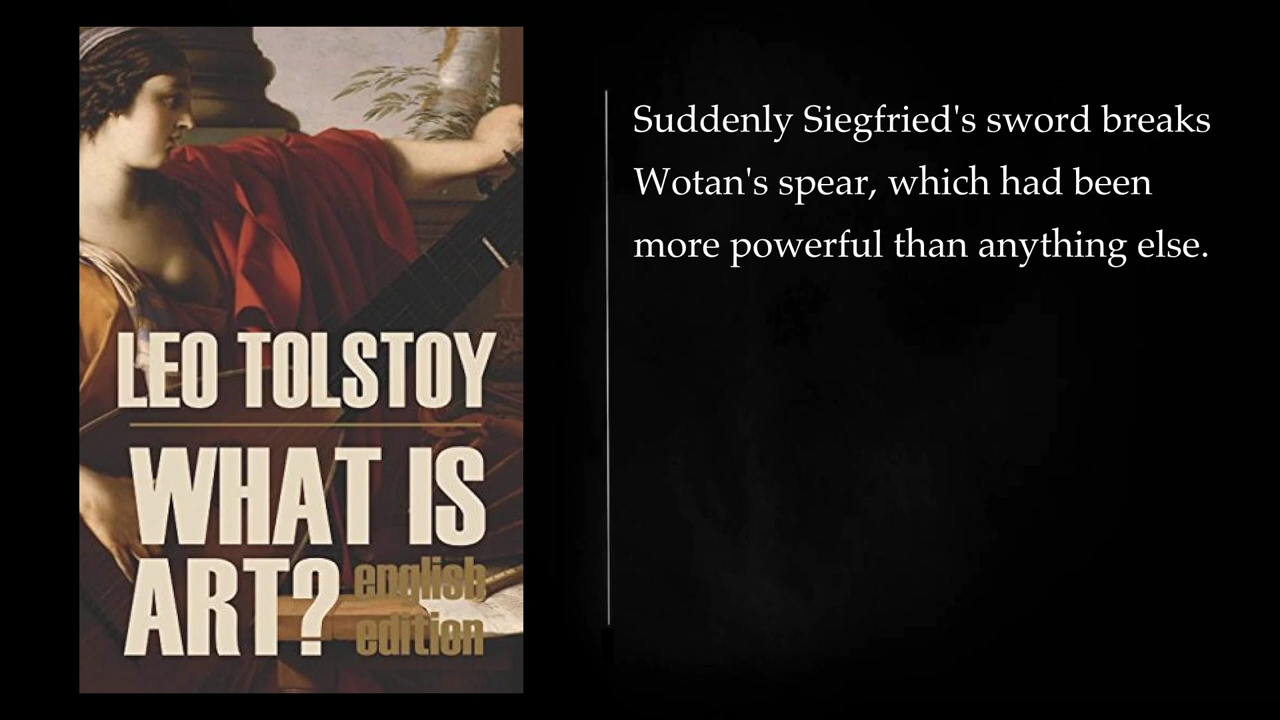 LEO TOLSTOY
WHAT IS
ART? english
edition
Suddenly Siegfried's sword breaks
Wotan's spear, which had been
more powerful than anything else.